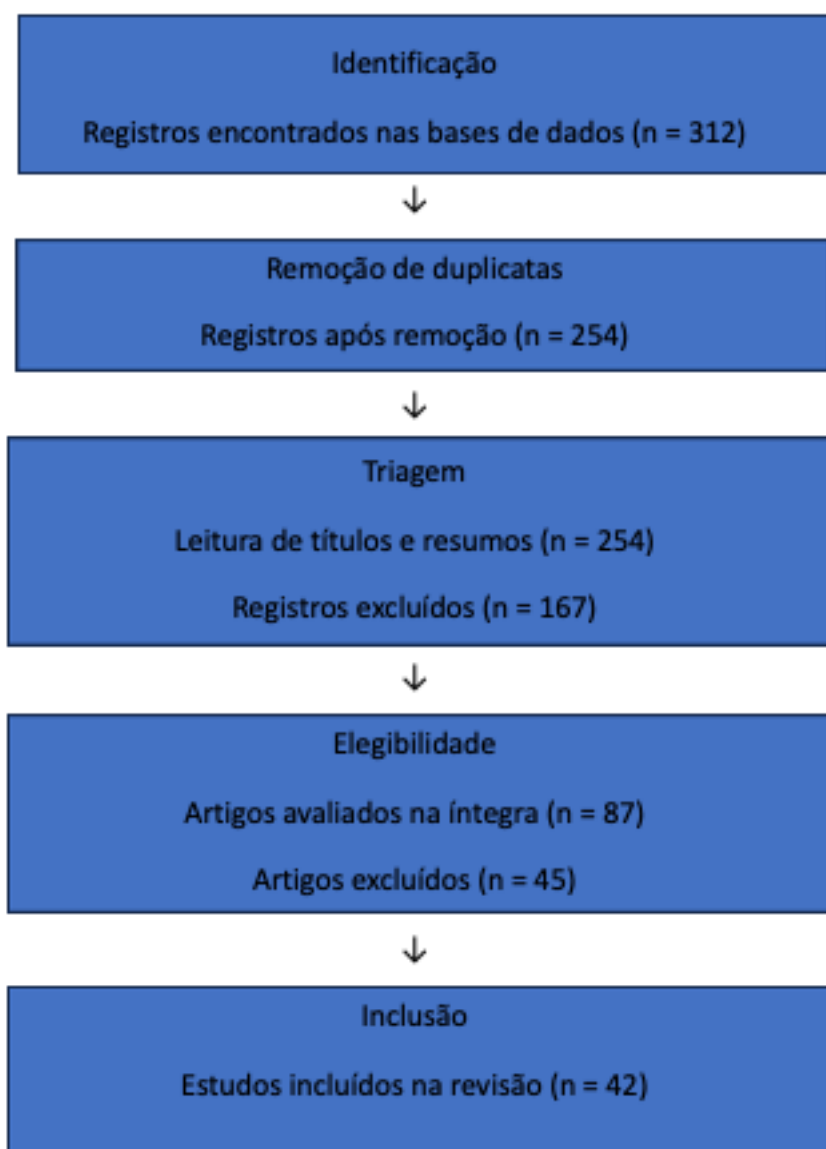 Identificação
Registros encontrados nas bases de dados (n = 312)
↓
Remoção de duplicatas
Registros após remoção (n = 254)
↓
Triagem
Leitura de títulos e resumos (n = 254)
Registros excluídos (n = 167)
↓
Elegibilidade
Artigos avaliados na íntegra (n = 87)
Artigos excluídos (n = 45)
↓
Inclusão
Estudos incluídos na revisão (n = 42)